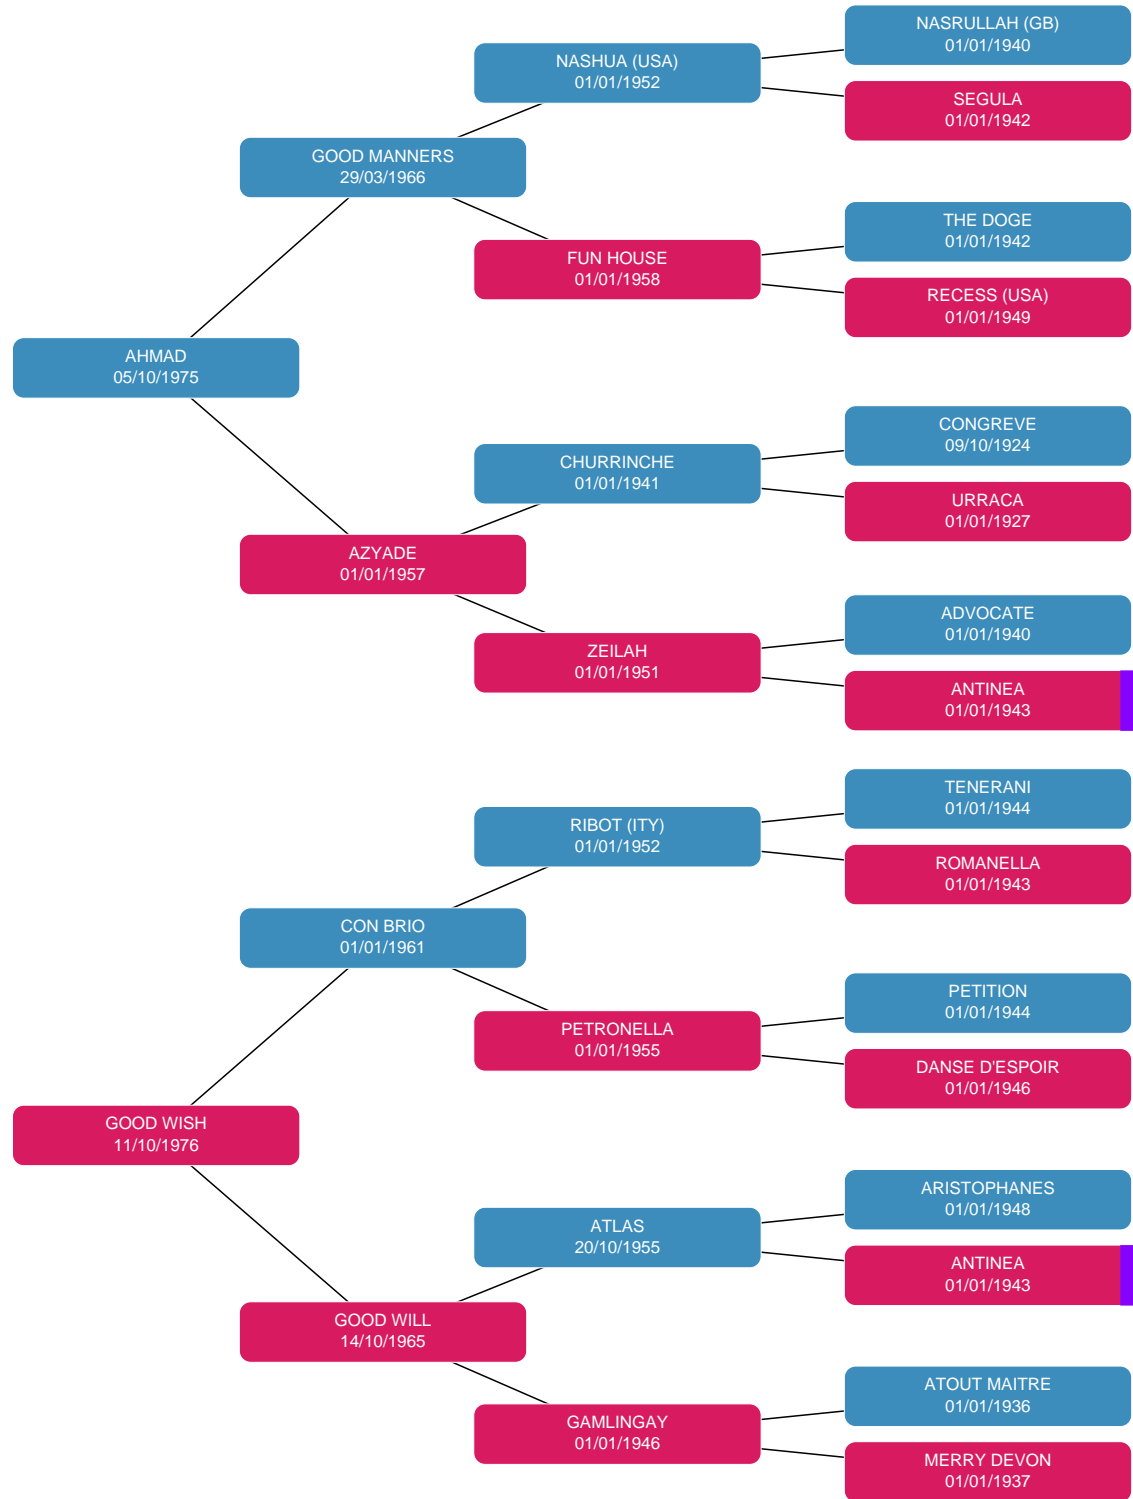 NASRULLAH (GB)
01/01/1940
NASHUA (USA)
01/01/1952
SEGULA
01/01/1942
GOOD MANNERS
29/03/1966
THE DOGE
01/01/1942
FUN HOUSE
01/01/1958
RECESS (USA)
01/01/1949
AHMAD
05/10/1975
CONGREVE
09/10/1924
CHURRINCHE
01/01/1941
URRACA
01/01/1927
AZYADE
01/01/1957
ADVOCATE
01/01/1940
ZEILAH
01/01/1951
ANTINEA
01/01/1943
TENERANI
01/01/1944
RIBOT (ITY)
01/01/1952
ROMANELLA
01/01/1943
CON BRIO
01/01/1961
PETITION
01/01/1944
PETRONELLA
01/01/1955
DANSE D'ESPOIR
01/01/1946
GOOD WISH
11/10/1976
ARISTOPHANES
01/01/1948
ATLAS
20/10/1955
ANTINEA
01/01/1943
GOOD WILL
14/10/1965
ATOUT MAITRE
01/01/1936
GAMLINGAY
01/01/1946
MERRY DEVON
01/01/1937